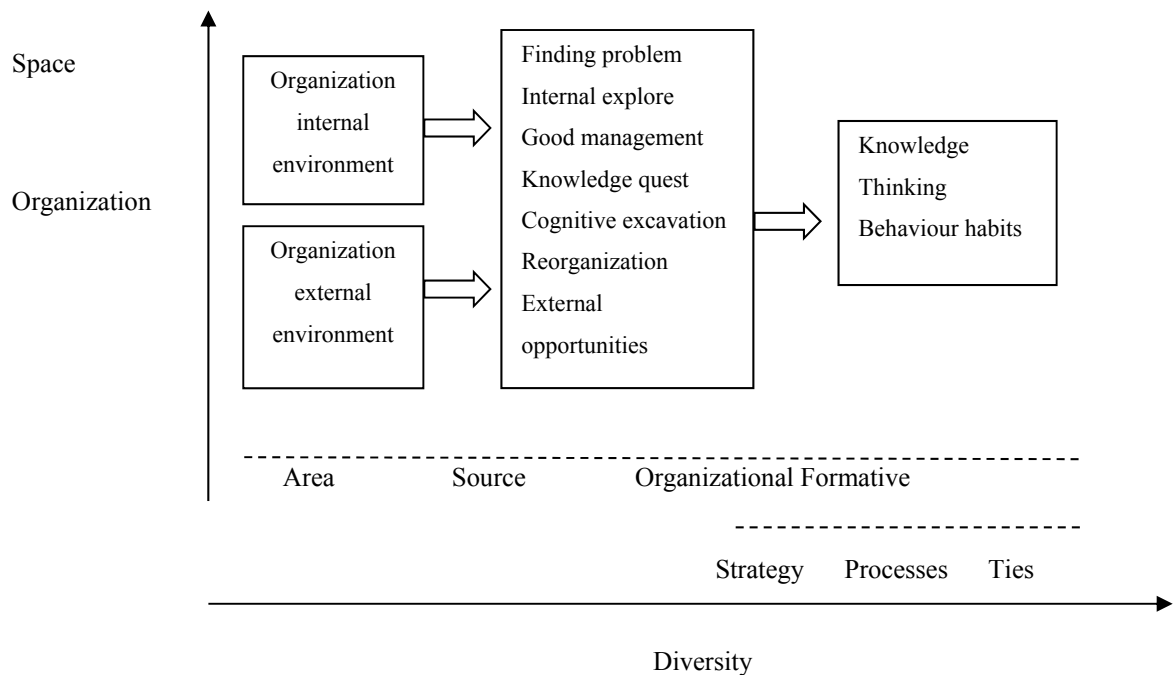 Space
Organization
Organization
internal
environment
Organization
external
environment
Finding problem
Internal explore
Good management
Knowledge quest
Cognitive excavation
Reorganization
External
opportunities
Knowledge
Thinking
Behaviour habits
Area Source Organizational Formative
Strategy Processes Ties
Diversity